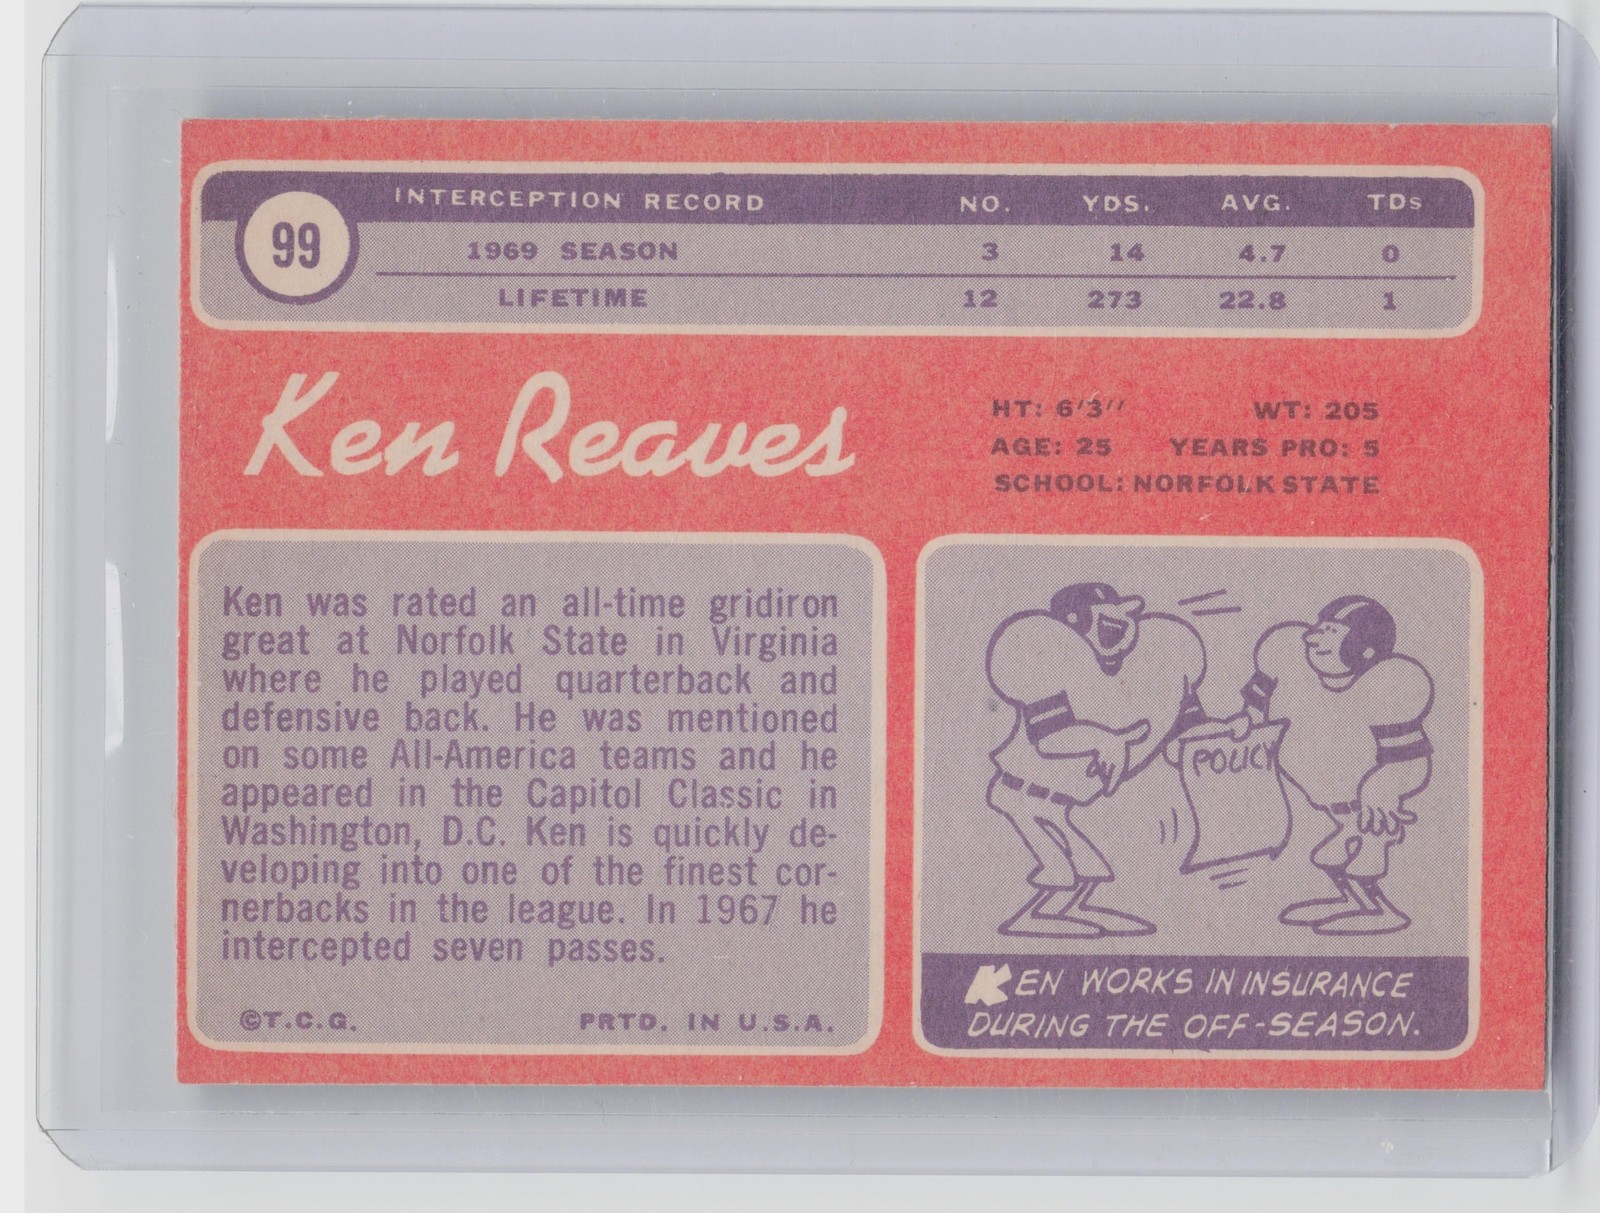 99
INTERCEPTION RECORD NO. YDS. AVG. TDs
1969 SEASON 3 14 4.7 0
LIFETIME 12 273 22.8 1
Ken Reaves
HT: 6'3'' WT: 205
AGE: 25 YEARS PRO: 5
SCHOOL: NORFOLK STATE
Ken was rated an all-time gridiron
great at Norfolk State in Virginia
where he played quarterback and
defensive back. He was mentioned
on some All-America teams and he
appeared in the Capitol Classic in
Washington, D.C. Ken is quickly de-
veloping into one of the finest cor-
nerbacks in the league. In 1967 he
intercepted seven passes.
©T.C.G. PRTD. IN U.S.A.
POLICY
KEN WORKS IN INSURANCE
DURING THE OFF-SEASON.